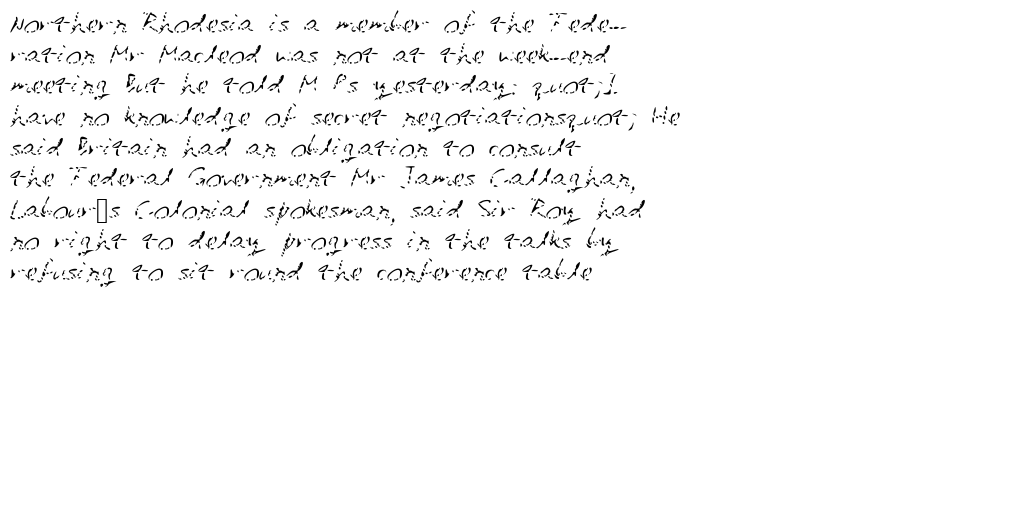 Northern Rhodesia is a member of the Fede-
ration Mr Macleod was not at the week-end
meeting But he told M Ps yesterday: quot;I
have no knowledge of secret negotiationsquot; He
said Britain had an obligation to consult
the Federal Government Mr James Callaghan,
Labour▯s Colonial spokesman, said Sir Roy had
no right to delay progress in the talks by
refusing to sit round the conference table